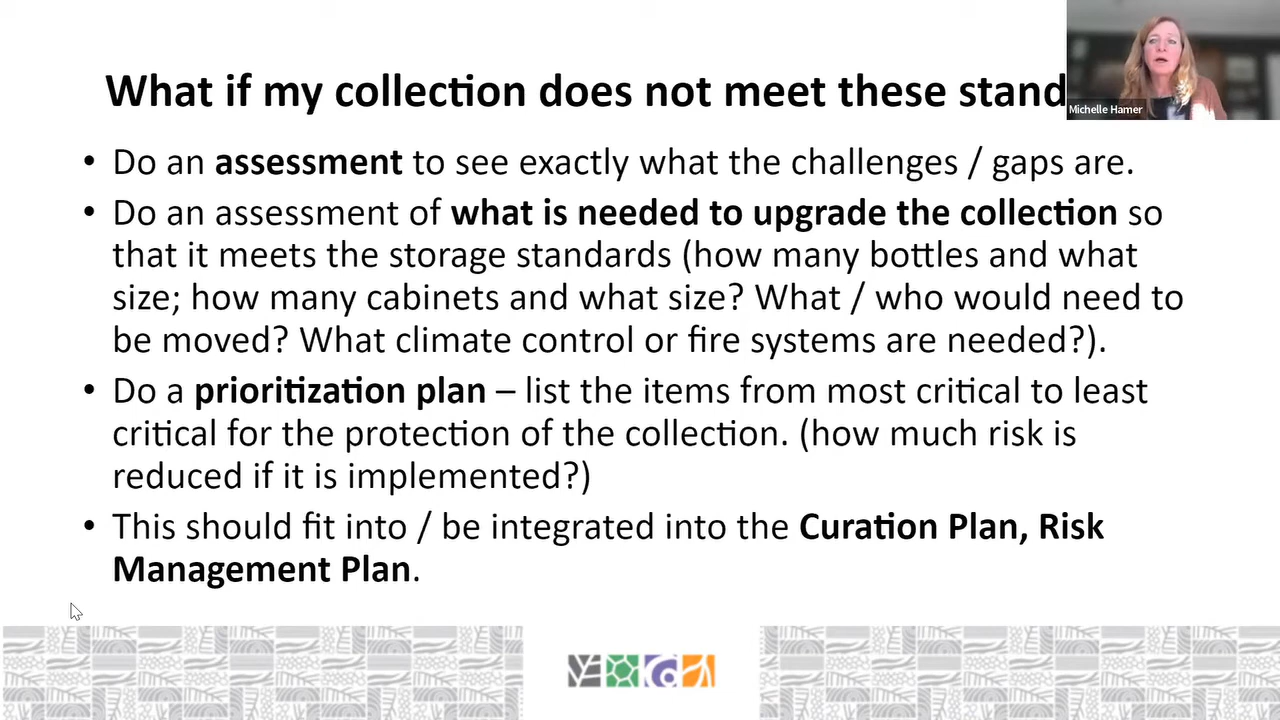 What if my collection does not meet these stand
Michelle Hamer
• Do an assessment to see exactly what the challenges / gaps are.
• Do an assessment of what is needed to upgrade the collection so
that it meets the storage standards (how many bottles and what
size; how many cabinets and what size? What / who would need to
be moved? What climate control or fire systems are needed?).
• Do a prioritization plan – list the items from most critical to least
critical for the protection of the collection. (how much risk is
reduced if it is implemented?)
• This should fit into / be integrated into the Curation Plan, Risk
Management Plan.